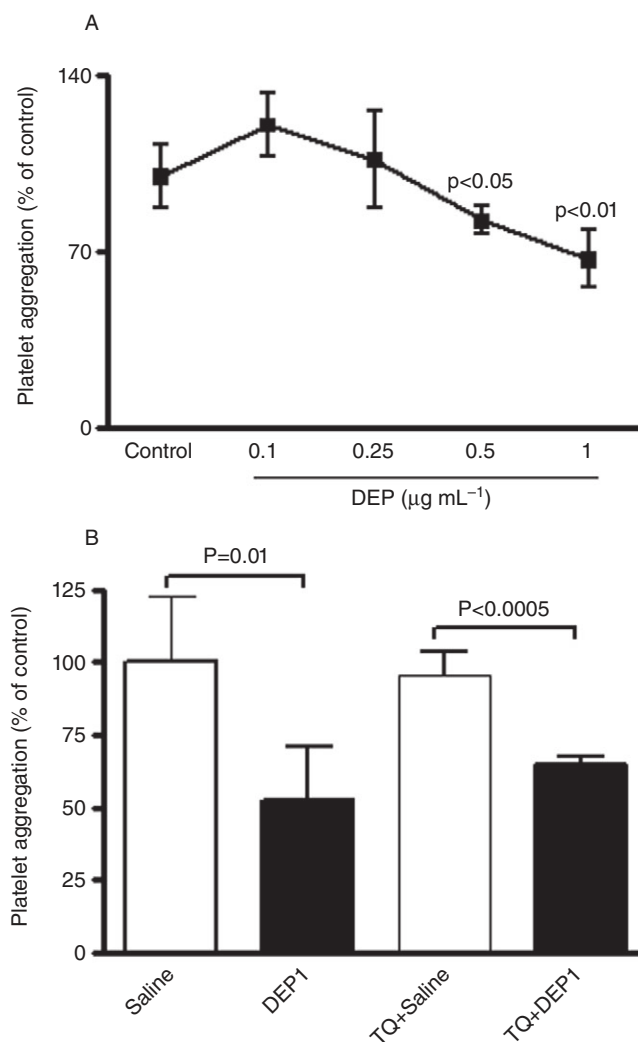 A
Platelet aggregation (% of control)
140
70
0
p<0.05
p<0.01
Control 0.1 0.25 0.5 1
DEP (µg mL⁻¹)
B
Platelet aggregation (% of control)
125
100
75
50
25
0
P=0.01
P<0.0005
Saline
DEP1
TQ+Saline
TQ+DEP1